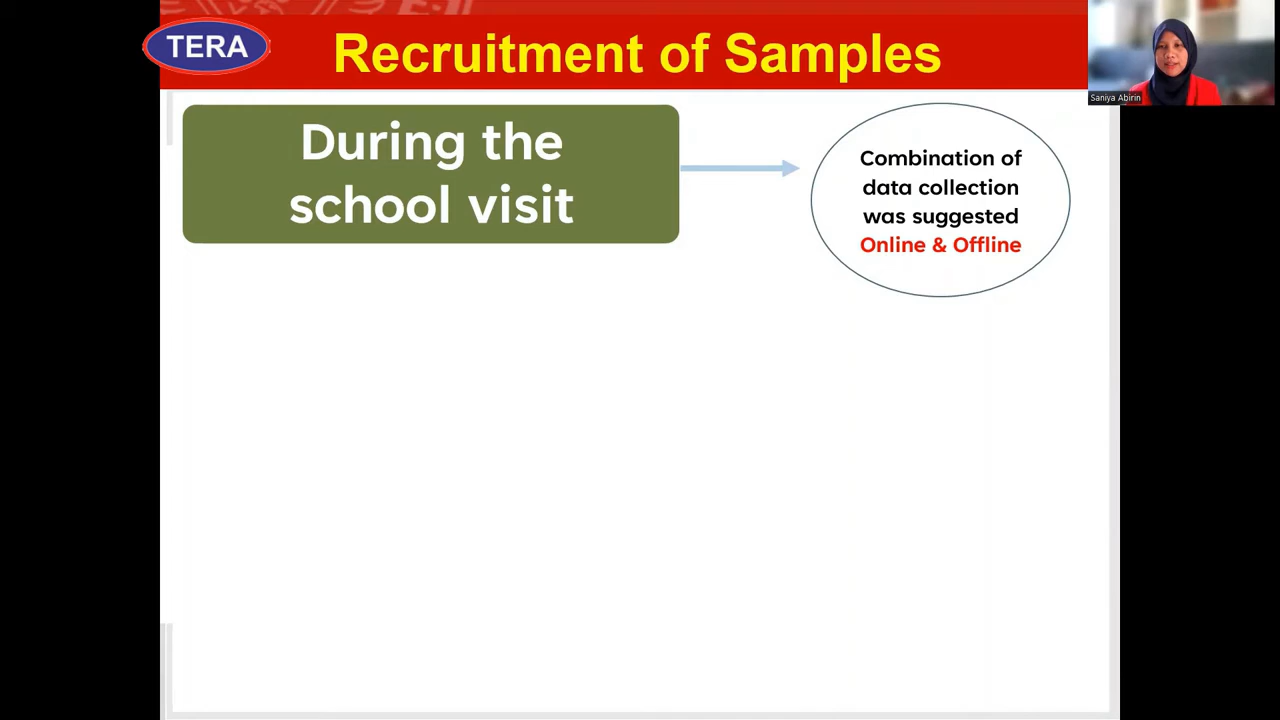 TERA
Recruitment of Samples
Saniya Abirin
During the
school visit
Combination of
data collection
was suggested
Online & Offline